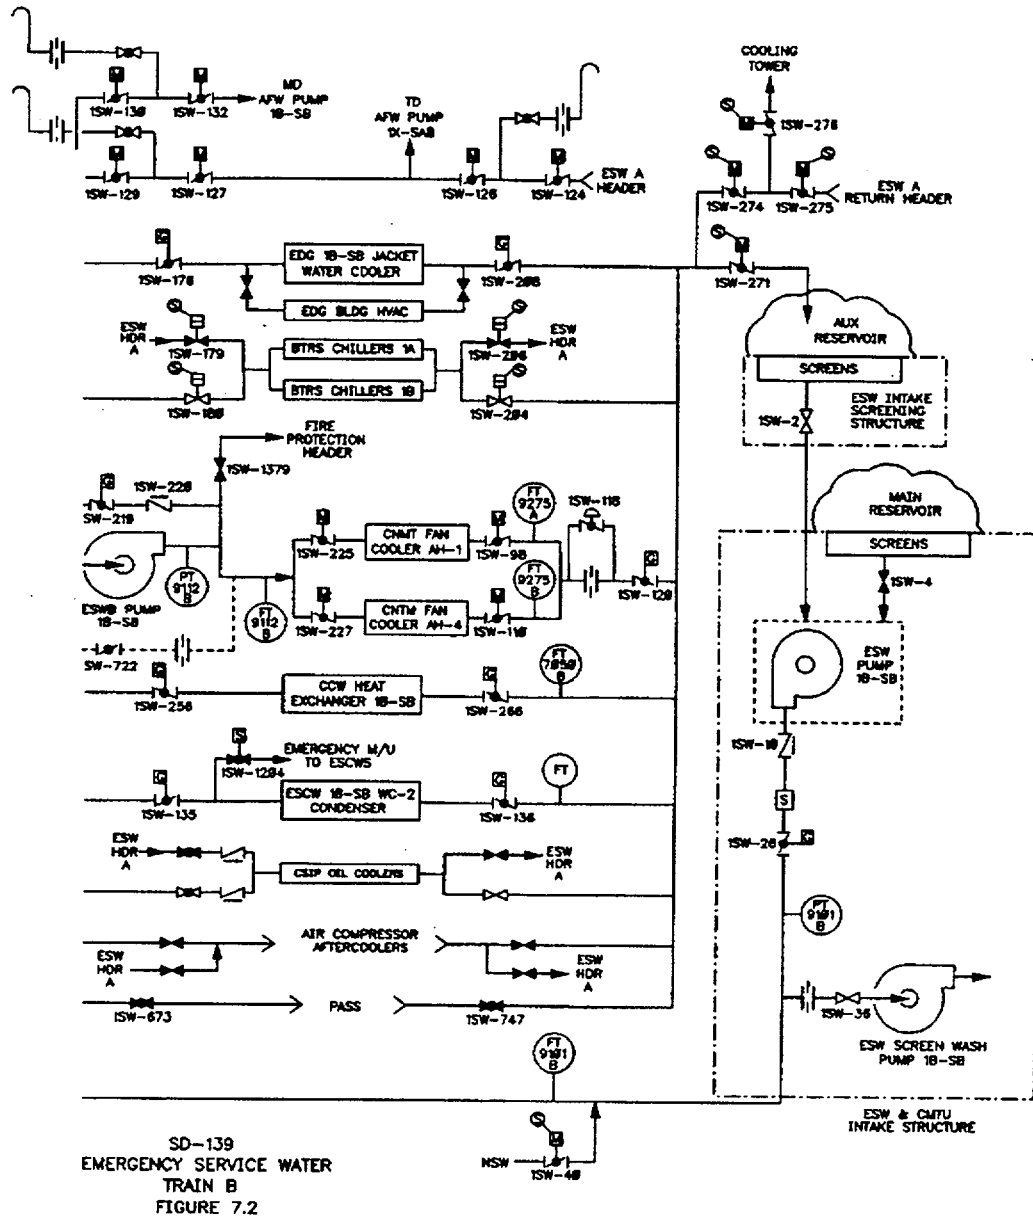 COOLING
TOWER
MD
AFW PUMP
1B-SB
1SW-130
1SW-132
TD
AFW PUMP
1X-SAB
1SW-129
1SW-127
1SW-126
1SW-124
ESW A
HEADER
1SW-276
1SW-274
1SW-275
ESW A
RETURN HEADER
1SW-271
G
EDG 1B-SB JACKET
WATER COOLER
G
1SW-178
1SW-208
EDG BLDG HVAC
ESW
HDR
A
1SW-179
BTRS CHILLERS 1A
1SW-206
ESW
HDR
A
BTRS CHILLERS 1B
1SW-180
1SW-204
AUX
RESERVOIR
SCREENS
1SW-2
ESW INTAKE
SCREENING
STRUCTURE
FIRE
PROTECTION
HEADER
1SW-1379
G
1SW-220
SW-219
MAIN
RESERVOIR
SCREENS
1SW-4
FT
9275
A
1SW-116
M
CNMT FAN
COOLER AH-1
M
1SW-225
1SW-98
PT
9112
B
FT
9275
B
G
1SW-129
ESWB PUMP
1B-SB
FT
9112
B
M
CNTM FAN
COOLER AH-4
M
1SW-227
1SW-110
SW-722
ESW
PUMP
1B-SB
G
CCW HEAT
EXCHANGER 1B-SB
G
FT
7050
B
1SW-256
1SW-266
1SW-10
S
EMERGENCY M/U
TO ESCWS
1SW-1204
G
ESCW 1B-SB WC-2
CONDENSER
G
FT
1SW-135
1SW-136
S
1SW-26
G
ESW
HDR
A
CSIP OIL COOLERS
ESW
HDR
A
PT
9101
B
AIR COMPRESSOR
AFTERCOOLERS
ESW
HDR
A
ESW
HDR
A
PASS
1SW-673
1SW-747
1SW-36
ESW SCREEN WASH
PUMP 1B-SB
FT
9101
B
ESW & CMTU
INTAKE STRUCTURE
NSW
1SW-40
SD-139
EMERGENCY SERVICE WATER
TRAIN B
FIGURE 7.2